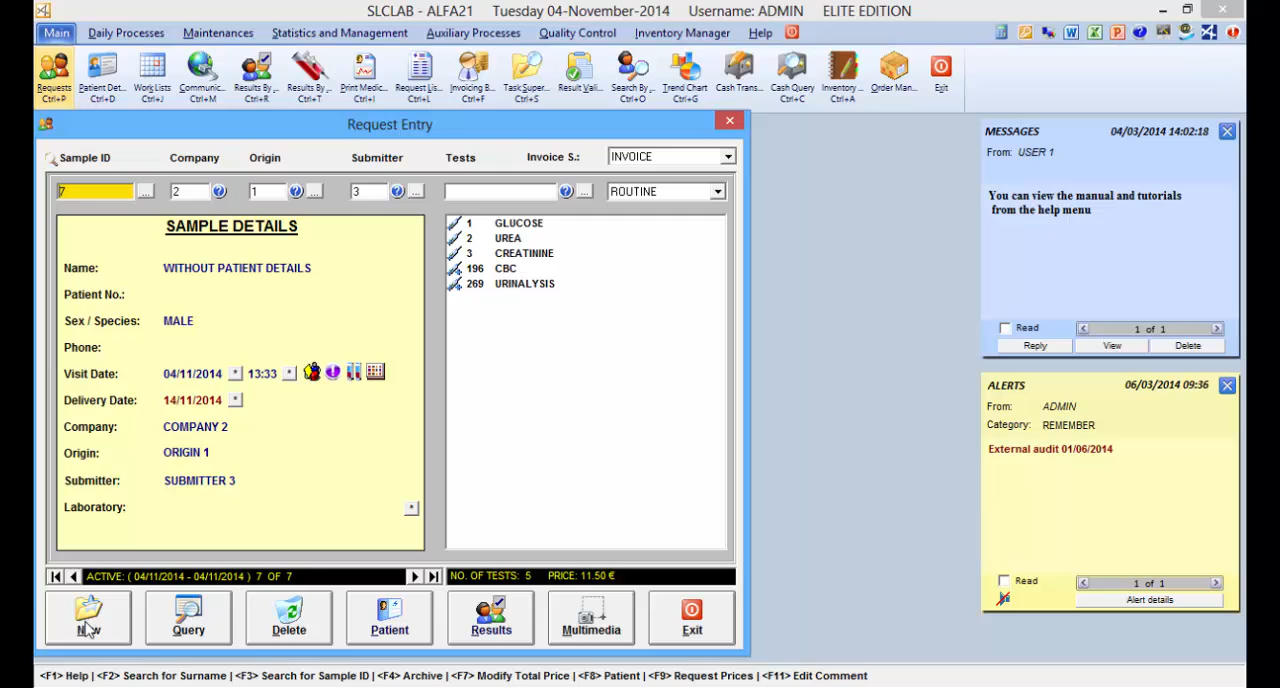 SLCLAB - ALFA21 Tuesday 04-November-2014 Username: ADMIN ELITE EDITION
Main Daily Processes Maintenances Statistics and Management Auxiliary Processes Quality Control Inventory Manager Help
Requests Patient Det... Work Lists Communic... Results By... Results By... Print Medic... Request Lis... Invoicing B... Task Super... Result Vali... Search By... Trend Chart Cash Trans... Cash Query Inventory... Order Man... Exit
Ctrl+P Ctrl+D Ctrl+J Ctrl+M Ctrl+R Ctrl+T Ctrl+I Ctrl+L Ctrl+F Ctrl+S Ctrl+O Ctrl+G Ctrl+C Ctrl+A
Request Entry
Sample ID Company Origin Submitter Tests Invoice S.: INVOICE
7 ... 2 1 ... 3 ... ... ROUTINE
SAMPLE DETAILS
Name: WITHOUT PATIENT DETAILS
Patient No.:
Sex / Species: MALE
Phone:
Visit Date: 04/11/2014 * 13:33 *
Delivery Date: 14/11/2014 *
Company: COMPANY 2
Origin: ORIGIN 1
Submitter: SUBMITTER 3
Laboratory: *
1 GLUCOSE
2 UREA
3 CREATININE
196 CBC
269 URINALYSIS
ACTIVE: ( 04/11/2014 - 04/11/2014 ) 7 OF 7 NO. OF TESTS: 5 PRICE: 11.50 €
New Query Delete Patient Results Multimedia Exit
MESSAGES 04/03/2014 14:02:18
From: USER 1
You can view the manual and tutorials
from the help menu
Read 1 of 1
Reply View Delete
ALERTS 06/03/2014 09:36
From: ADMIN
Category: REMEMBER
External audit 01/06/2014
Read 1 of 1
Alert details
<F1> Help | <F2> Search for Surname | <F3> Search for Sample ID | <F4> Archive | <F7> Modify Total Price | <F8> Patient | <F9> Request Prices | <F11> Edit Comment